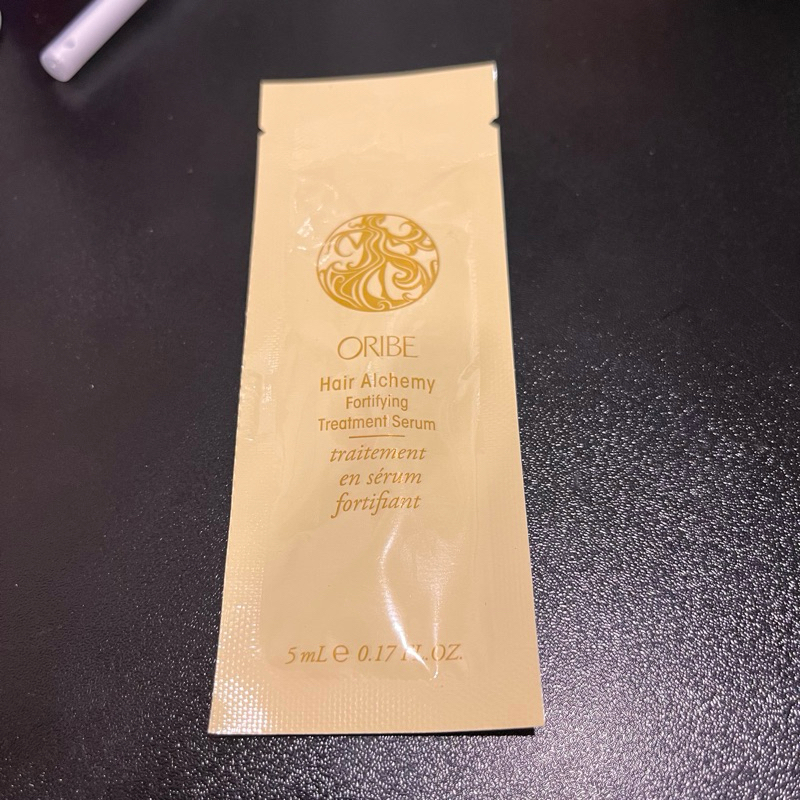 ORIBE
Hair Alchemy
Fortifying
Treatment Serum
traitement
en sérum
fortifiant
5 mL e 0.17 FL.OZ.